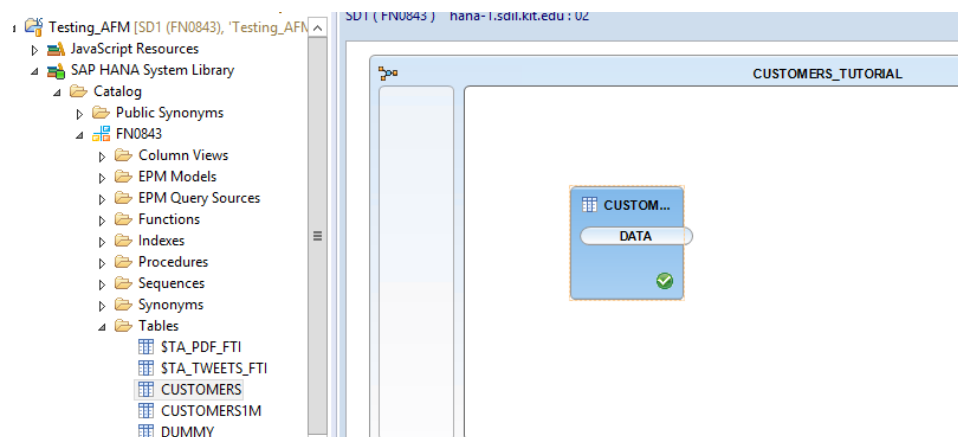 Testing_AFM [SD1 (FN0843), 'Testing_AFN
JavaScript Resources
SAP HANA System Library
Catalog
Public Synonyms
FN0843
Column Views
EPM Models
EPM Query Sources
Functions
Indexes
Procedures
Sequences
Synonyms
Tables
$TA_PDF_FTI
$TA_TWEETS_FTI
CUSTOMERS
CUSTOMERS1M
DUMMY
SD1 ( FN0843 ) hana-1.sdil.kit.edu : 02
CUSTOMERS_TUTORIAL
CUSTOM...
DATA